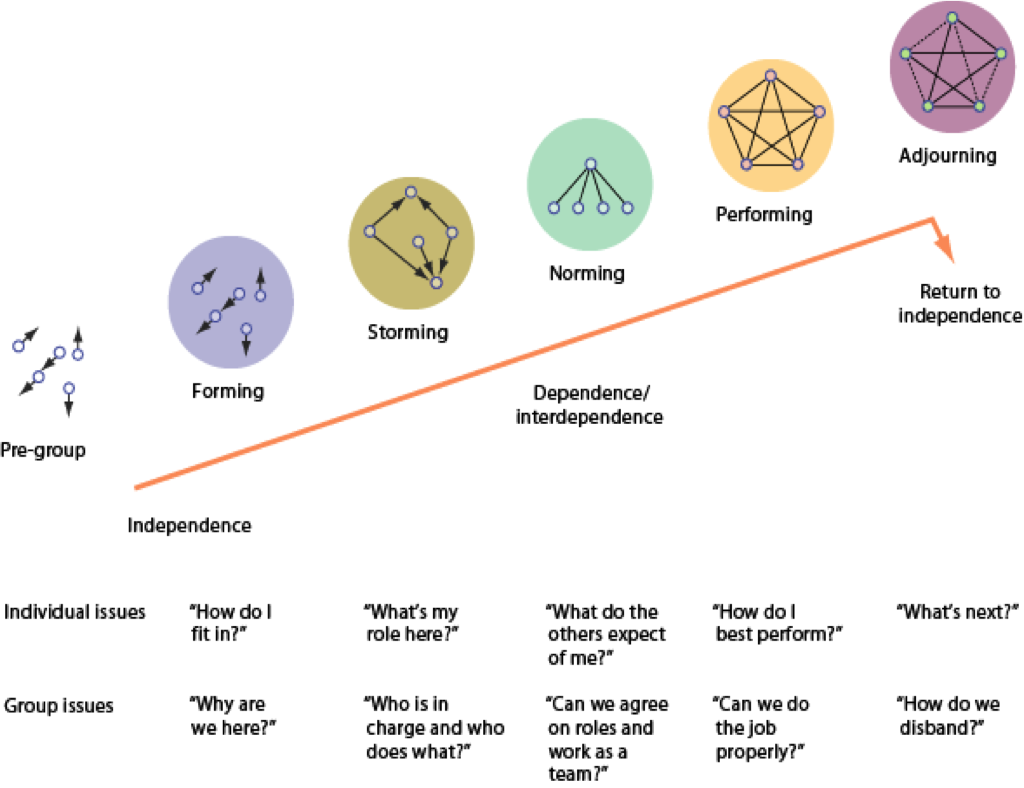 Adjourning
Performing
Norming
Storming
Forming
Pre-group
Return to
independence
Dependence/
interdependence
Independence
Individual issues
“How do I
fit in?”
“What’s my
role here?”
“What do the
others expect
of me?”
“How do I
best perform?”
“What’s next?”
Group issues
“Why are
we here?”
“Who is in
charge and who
does what?”
“Can we agree
on roles and
work as a
team?”
“Can we do
the job
properly?”
“How do we
disband?”